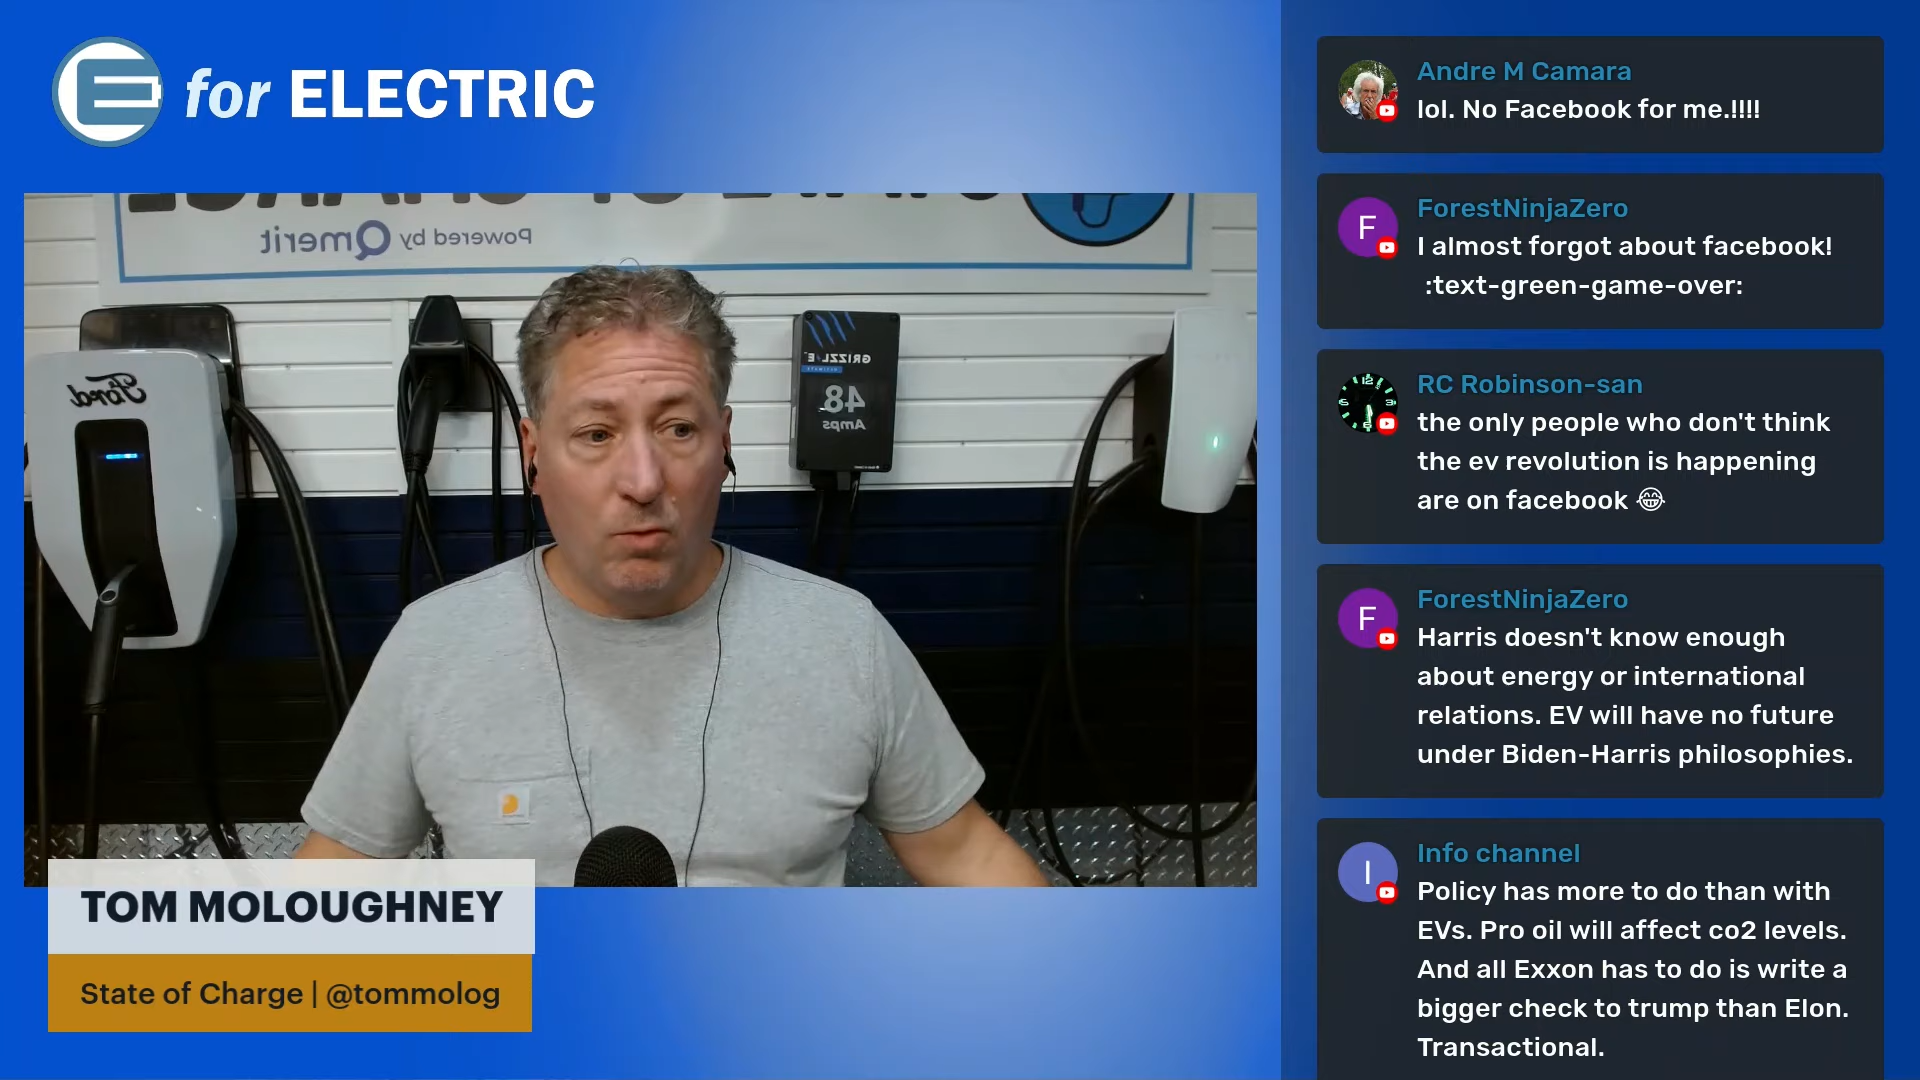 for ELECTRIC
Powered by Qmerit
Ford
GRIZZL-E
48
Amps
TOM MOLOUGHNEY
State of Charge | @tommolog
Andre M Camara
lol. No Facebook for me.!!!!
F
ForestNinjaZero
I almost forgot about facebook!
:text-green-game-over:
RC Robinson-san
the only people who don't think
the ev revolution is happening
are on facebook 😂
F
ForestNinjaZero
Harris doesn't know enough
about energy or international
relations. EV will have no future
under Biden-Harris philosophies.
I
Info channel
Policy has more to do than with
EVs. Pro oil will affect co2 levels.
And all Exxon has to do is write a
bigger check to trump than Elon.
Transactional.